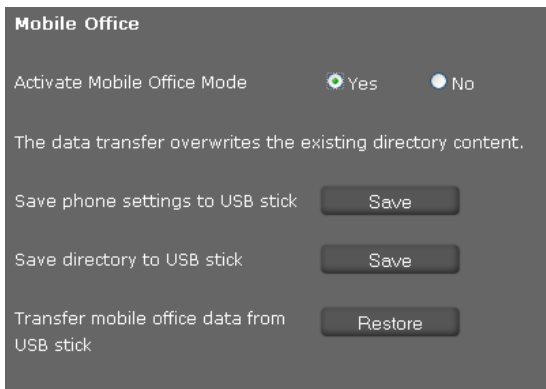 Mobile Office
Activate Mobile Office Mode Yes No
The data transfer overwrites the existing directory content.
Save phone settings to USB stick Save
Save directory to USB stick Save
Transfer mobile office data from Restore
USB stick